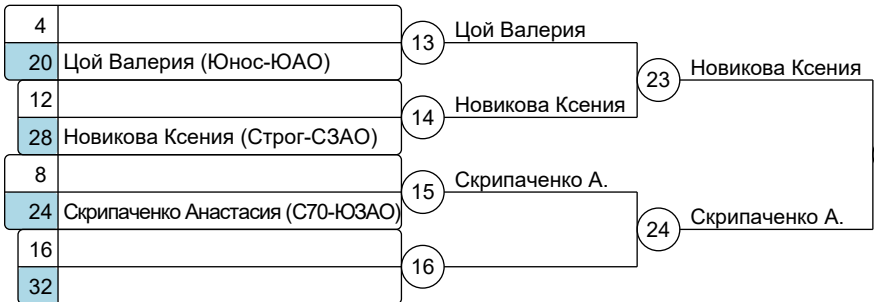 4
13
Цой Валерия
20 Цой Валерия (Юнос-ЮАО)
23
Новикова Ксения
12
14
Новикова Ксения
28 Новикова Ксения (Строг-СЗАО)
8
15
Скрипаченко А.
24 Скрипаченко Анастасия (С70-ЮЗАО)
24
Скрипаченко А.
16
16
32